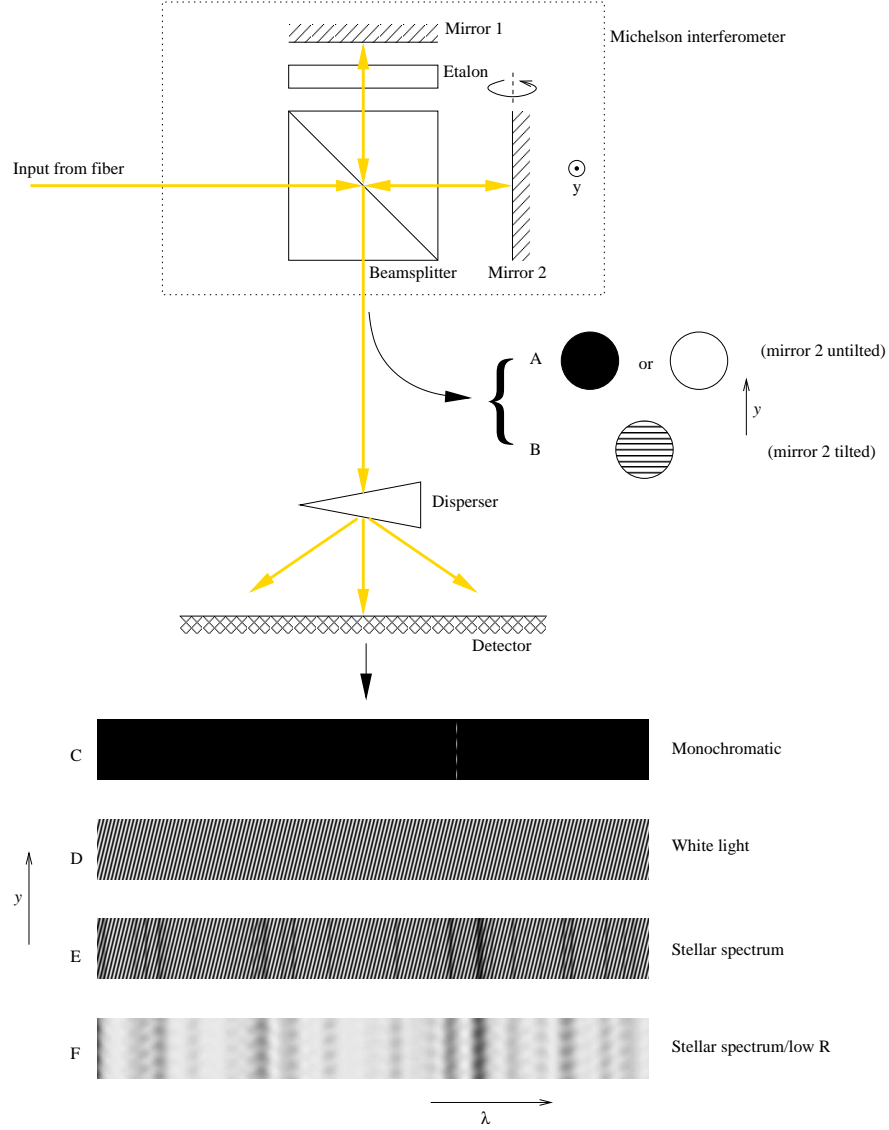 Mirror 1
Michelson interferometer
Etalon
Input from fiber
y
Beamsplitter
Mirror 2
A
or
(mirror 2 untilted)
y
B
(mirror 2 tilted)
Disperser
Detector
C
Monochromatic
D
White light
y
E
Stellar spectrum
F
Stellar spectrum/low R
λ